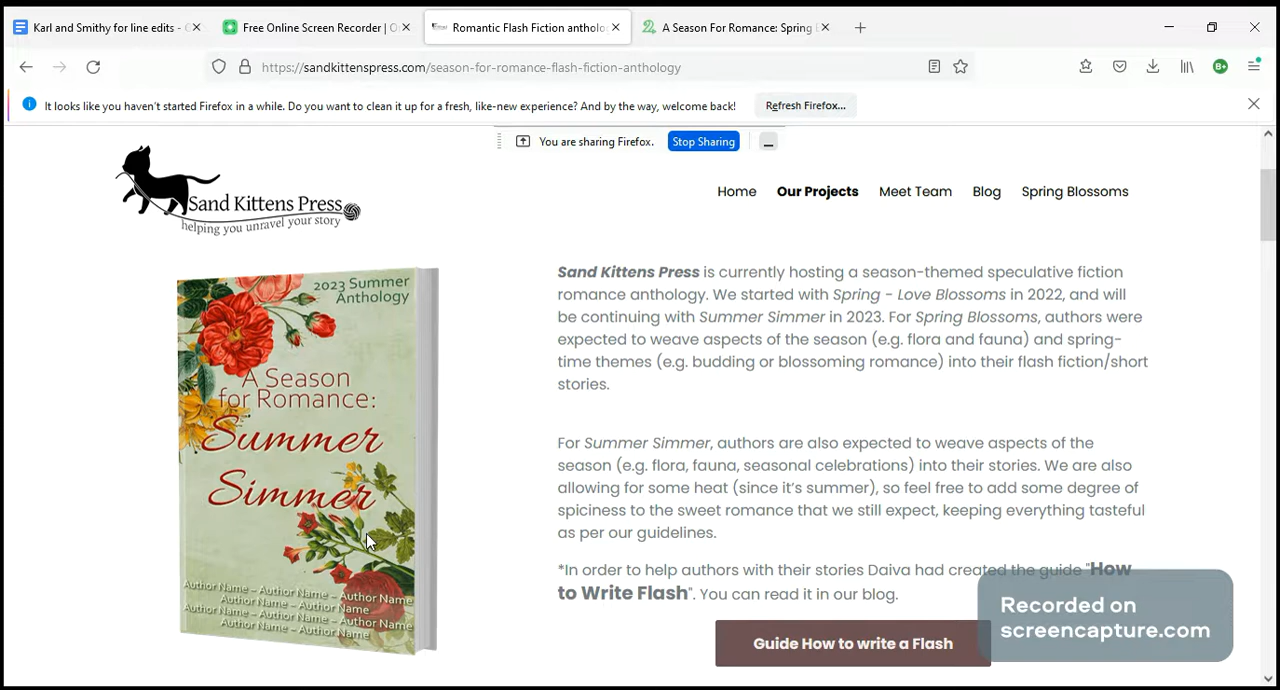 Karl and Smithy for line edits -
Free Online Screen Recorder |
Romantic Flash Fiction antholo
A Season For Romance: Spring
https://sandkittenspress.com/season-for-romance-flash-fiction-anthology
It looks like you haven't started Firefox in a while. Do you want to clean it up for a fresh, like-new experience? And by the way, welcome back!
Refresh Firefox...
You are sharing Firefox.
Stop Sharing
Sand Kittens Press
helping you unravel your story
Home
Our Projects
Meet Team
Blog
Spring Blossoms
2023 Summer
Anthology
A Season
for Romance:
Summer
Simmer
Author Name – Author Name – Author Name
Author Name – Author Name
Author Name – Author Name – Author Name
Author Name – Author Name
Sand Kittens Press is currently hosting a season-themed speculative fiction
romance anthology. We started with Spring - Love Blossoms in 2022, and will
be continuing with Summer Simmer in 2023. For Spring Blossoms, authors were
expected to weave aspects of the season (e.g. flora and fauna) and spring-
time themes (e.g. budding or blossoming romance) into their flash fiction/short
stories.
For Summer Simmer, authors are also expected to weave aspects of the
season (e.g. flora, fauna, seasonal celebrations) into their stories. We are also
allowing for some heat (since it's summer), so feel free to add some degree of
spiciness to the sweet romance that we still expect, keeping everything tasteful
as per our guidelines.
*In order to help authors with their stories Daiva had created the guide "How
to Write Flash". You can read it in our blog.
Guide How to write a Flash
Recorded on
screencapture.com